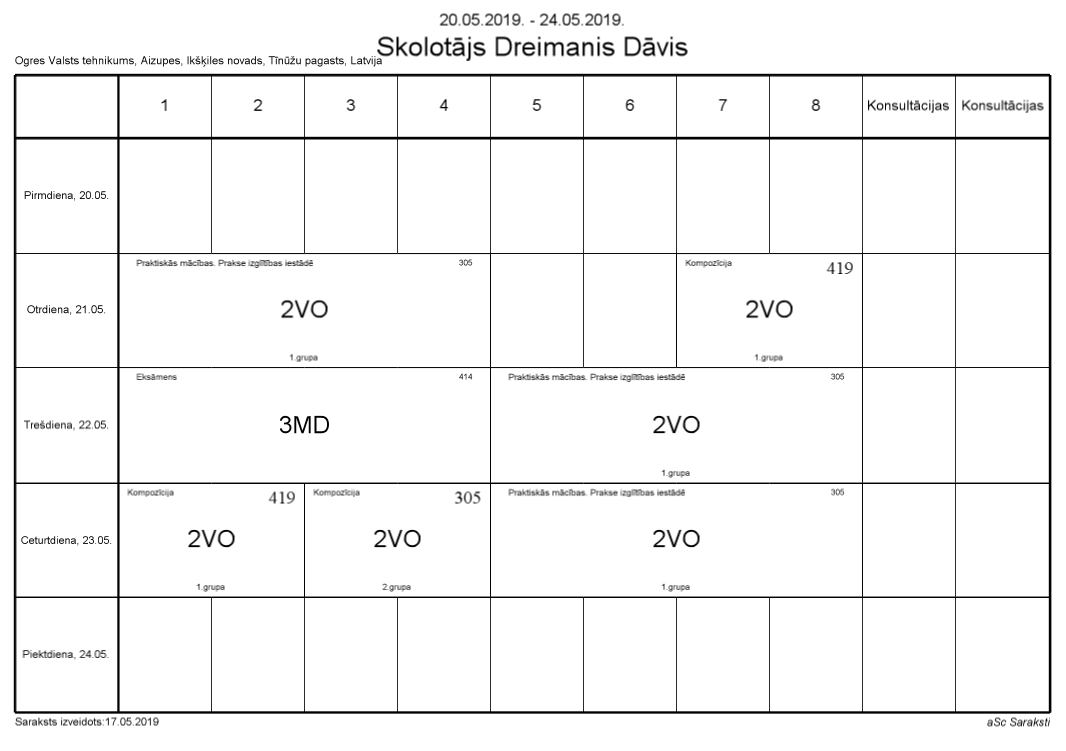 20.05.2019. - 24.05.2019.
Skolotājs Dreimanis Dāvis
Ogres Valsts tehnikums, Aizupes, Ikšķiles novads, Tīnūžu pagasts, Latvija
1 2 3 4 5 6 7 8 Konsultācijas Konsultācijas
Pirmdiena, 20.05.
Praktiskās mācības. Prakse izglītības iestādē 305 Kompozīcija 419
Otrdiena, 21.05. 2VO 2VO
1.grupa 1.grupa
Eksāmens 414 Praktiskās mācības. Prakse izglītības iestādē 305
Trešdiena, 22.05. 3MD 2VO
1.grupa
Kompozīcija 419 Kompozīcija 305 Praktiskās mācības. Prakse izglītības iestādē 305
Ceturtdiena, 23.05. 2VO 2VO 2VO
1.grupa 2.grupa 1.grupa
Piektdiena, 24.05.
Saraksts izveidots:17.05.2019 aSc Saraksti